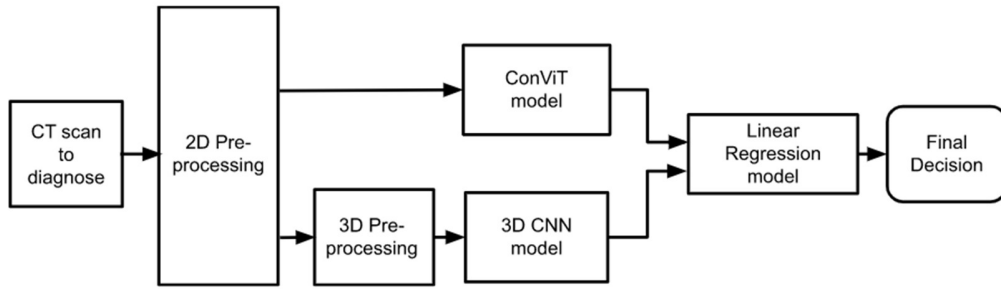 CT scan
to
diagnose
2D Pre-
processing
ConViT
model
3D Pre-
processing
3D CNN
model
Linear
Regression
model
Final
Decision